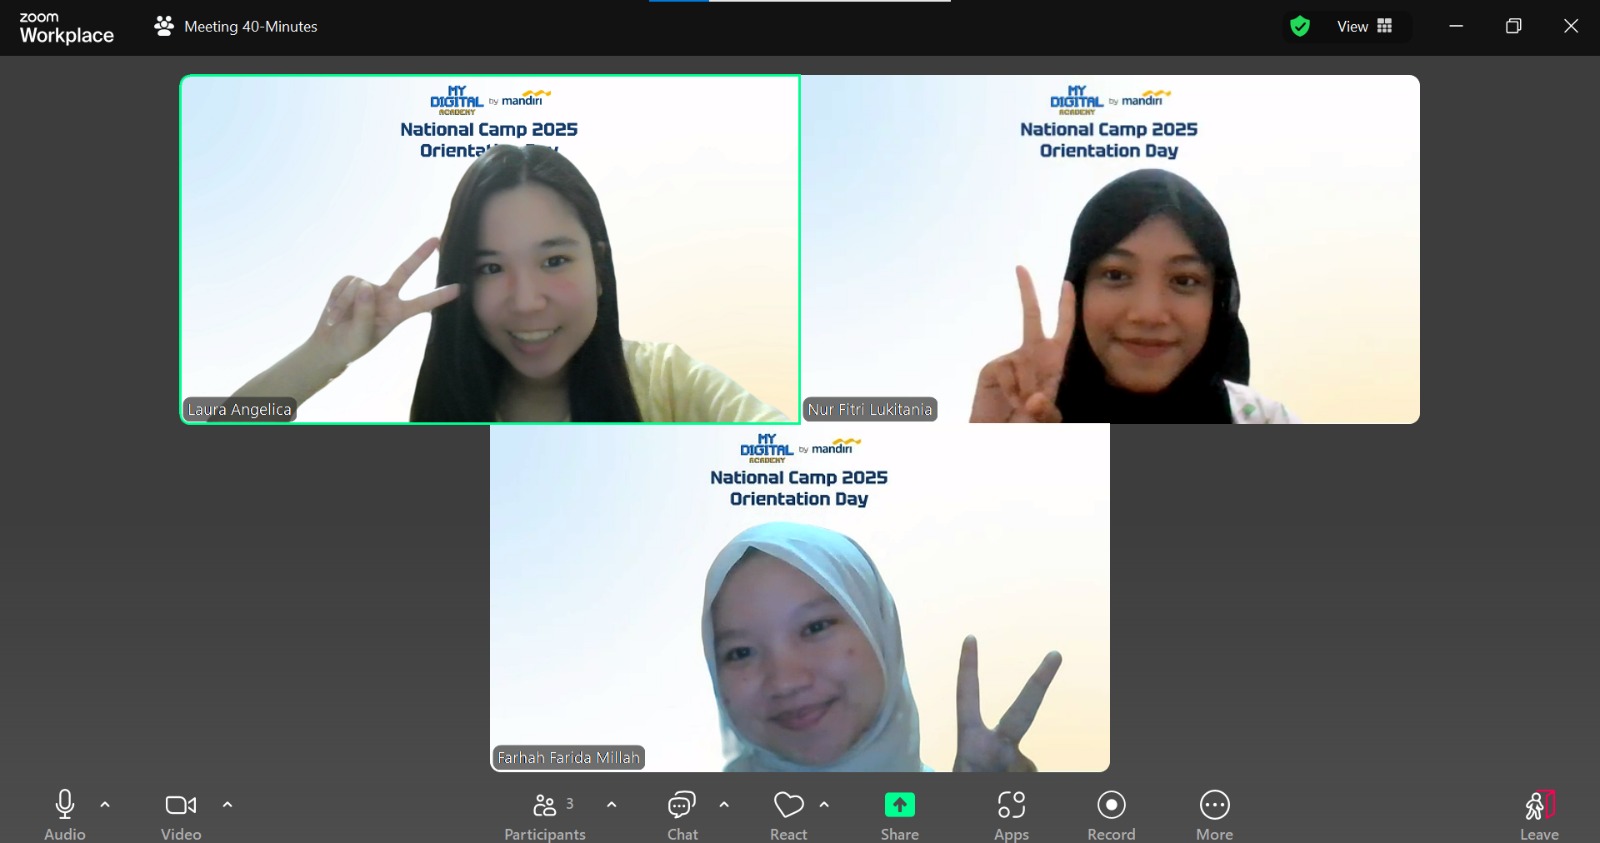 zoom
Workplace
Meeting 40-Minutes
View
MY
DIGITAL
ACADEMY
by mandiri
National Camp 2025
Orientation Day
Laura Angelica
MY
DIGITAL
ACADEMY
by mandiri
National Camp 2025
Orientation Day
Nur Fitri Lukitania
MY
DIGITAL
ACADEMY
by mandiri
National Camp 2025
Orientation Day
Farhah Farida Millah
3
Audio
Video
Participants
Chat
React
Share
Apps
Record
More
Leave